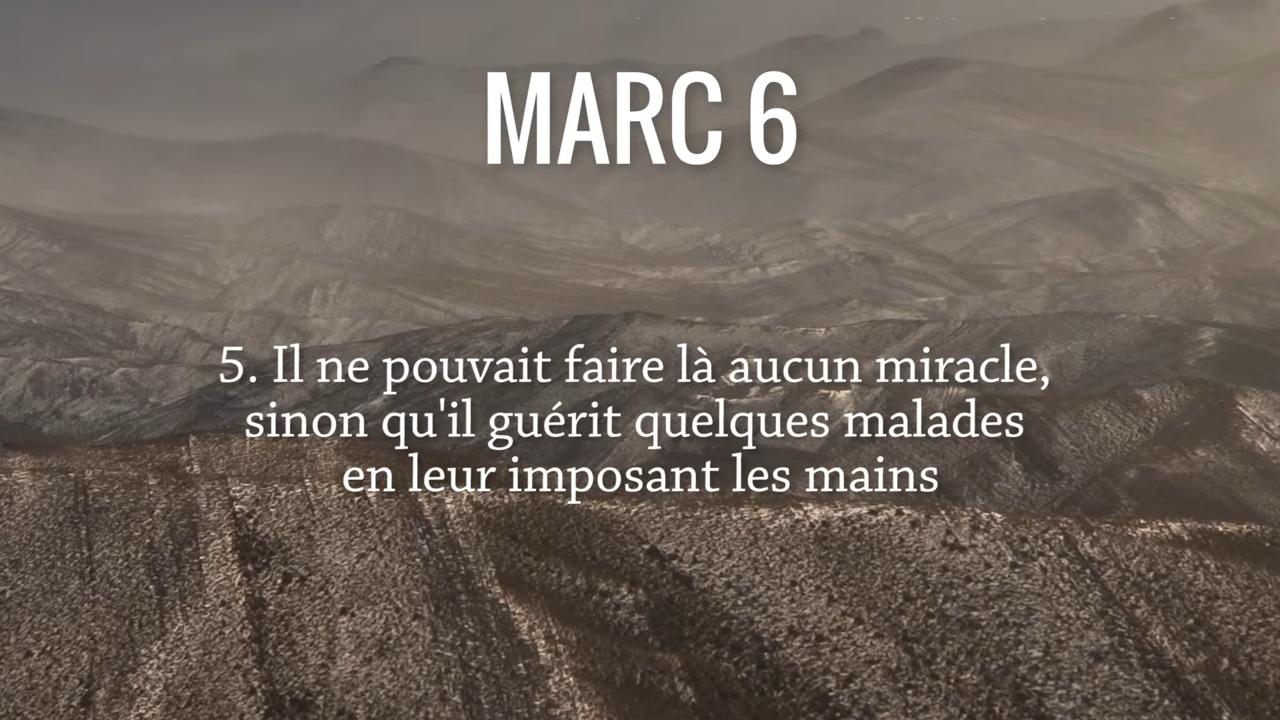 MARC 6
5. Il ne pouvait faire là aucun miracle,
sinon qu'il guérit quelques malades
en leur imposant les mains